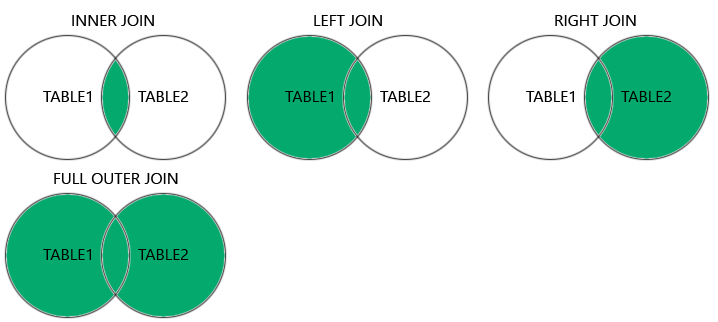 INNER JOIN
TABLE1 TABLE2
LEFT JOIN
TABLE1 TABLE2
RIGHT JOIN
TABLE1 TABLE2
FULL OUTER JOIN
TABLE1 TABLE2